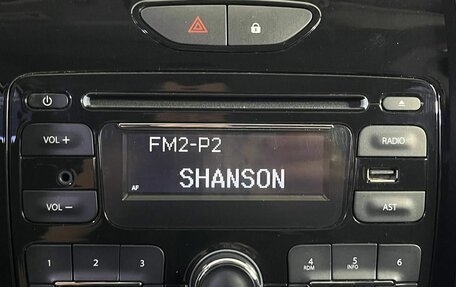 VOL +
FM2-P2
RADIO
AF
SHANSON
VOL –
AST
1
2
3
4
RDM
5
INFO
6